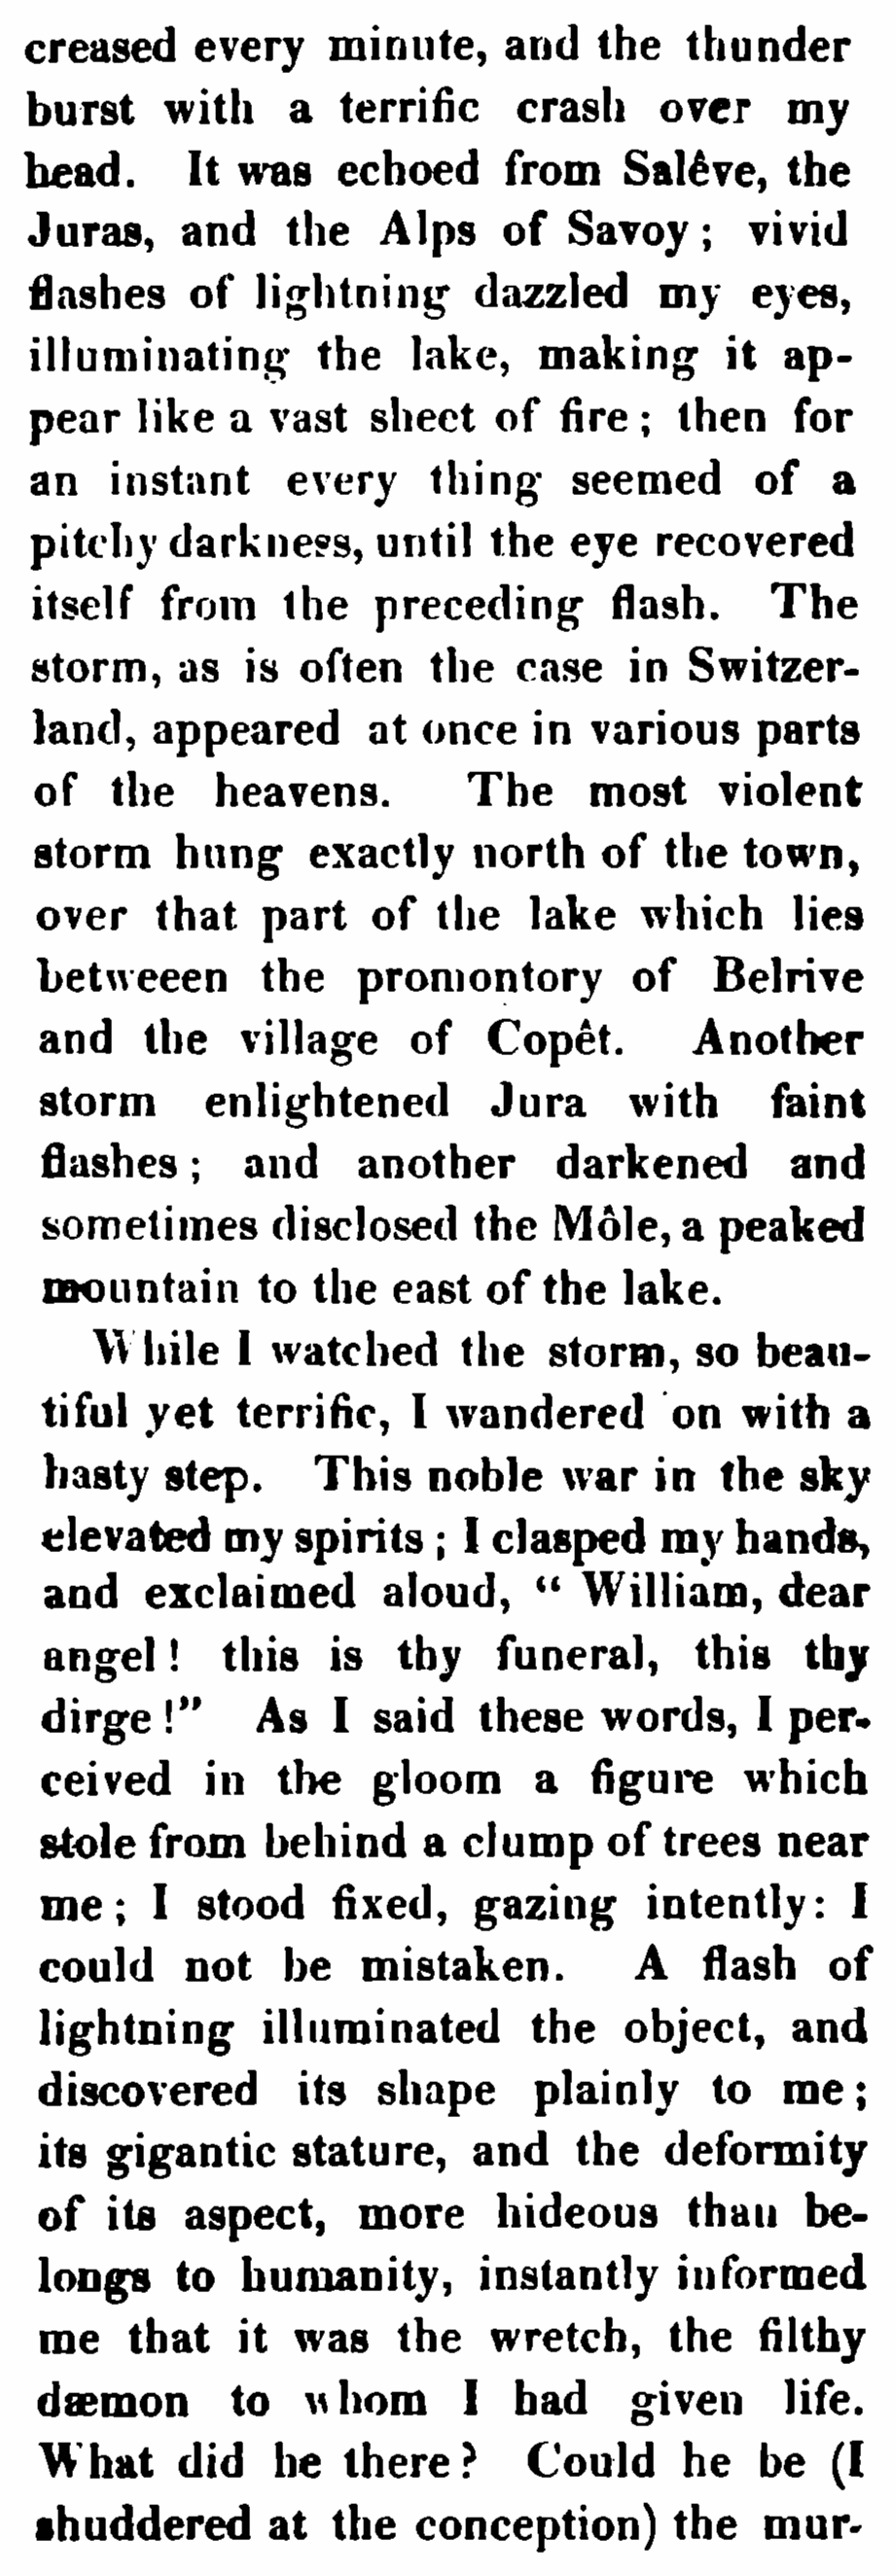 creased every minute, and the thunder
burst with a terrific crash over my
head. It was echoed from Salêve, the
Juras, and the Alps of Savoy; vivid
flashes of lightning dazzled my eyes,
illuminating the lake, making it ap-
pear like a vast sheet of fire; then for
an instant every thing seemed of a
pitchy darkness, until the eye recovered
itself from the preceding flash. The
storm, as is often the case in Switzer-
land, appeared at once in various parts
of the heavens. The most violent
storm hung exactly north of the town,
over that part of the lake which lies
betweeen the promontory of Belrive
and the village of Copêt. Another
storm enlightened Jura with faint
flashes; and another darkened and
sometimes disclosed the Môle, a peaked
mountain to the east of the lake.
While I watched the storm, so beau-
tiful yet terrific, I wandered on with a
hasty step. This noble war in the sky
elevated my spirits; I clasped my hands,
and exclaimed aloud, “William, dear
angel! this is thy funeral, this thy
dirge!” As I said these words, I per-
ceived in the gloom a figure which
stole from behind a clump of trees near
me; I stood fixed, gazing intently: I
could not be mistaken. A flash of
lightning illuminated the object, and
discovered its shape plainly to me;
its gigantic stature, and the deformity
of its aspect, more hideous than be-
longs to humanity, instantly informed
me that it was the wretch, the filthy
dæmon to whom I had given life.
What did he there? Could he be (I
shuddered at the conception) the mur-